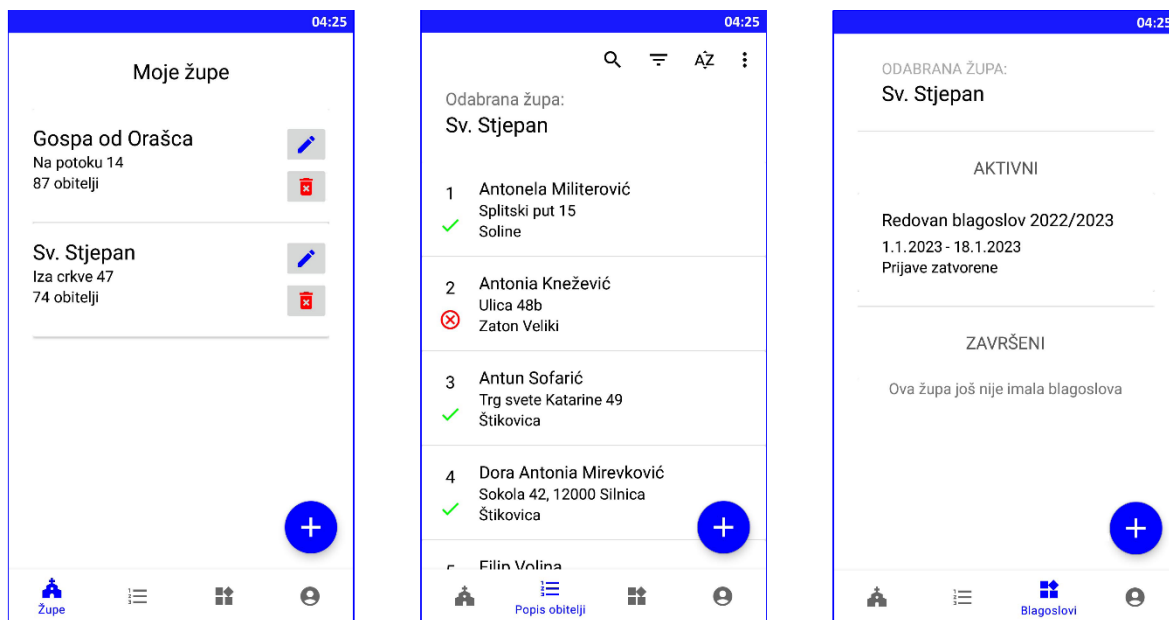 04:25
Moje župe
Gospa od Orašca
Na potoku 14
87 obitelji
Sv. Stjepan
Iza crkve 47
74 obitelji
Župe
04:25
AZ
Odabrana župa:
Sv. Stjepan
1 Antonela Militerović
Splitski put 15
Soline
2 Antonia Knežević
Ulica 48b
Zaton Veliki
3 Antun Sofarić
Trg svete Katarine 49
Štikovica
4 Dora Antonia Mirevković
Sokola 42, 12000 Silnica
Štikovica
5 Filip Volina
Popis obitelji
04:25
ODABRANA ŽUPA:
Sv. Stjepan
AKTIVNI
Redovan blagoslov 2022/2023
1.1.2023 - 18.1.2023
Prijave zatvorene
ZAVRŠENI
Ova župa još nije imala blagoslova
Blagoslovi